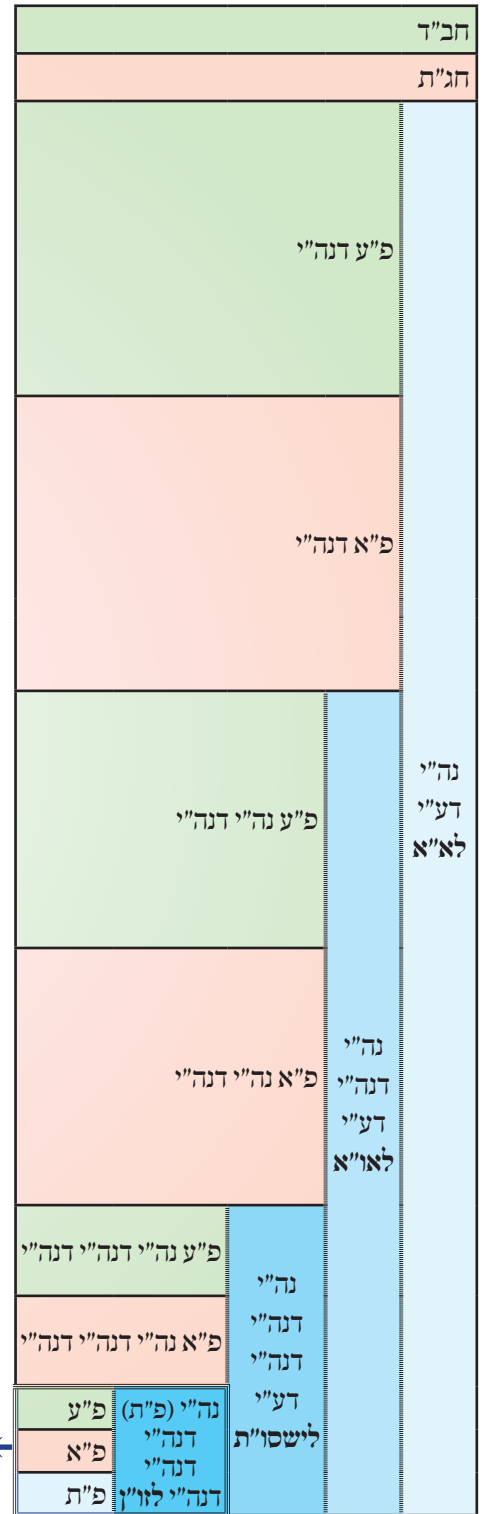 חב"ד
חג"ת
פ"ע דנה"י
פ"א דנה"י
נה"י
דע"י
לא"א
פ"ע נה"י דנה"י
פ"א נה"י דנה"י
נה"י
דנה"י
דע"י
לאו"א
פ"ע נה"י דנה"י דנה"י
פ"א נה"י דנה"י דנה"י
נה"י
דנה"י
דנה"י
דע"י
לישסו"ת
נה"י (פ"ת)
דנה"י
דנה"י
דנה"י לזו"ן
פ"ע
פ"א
פ"ת